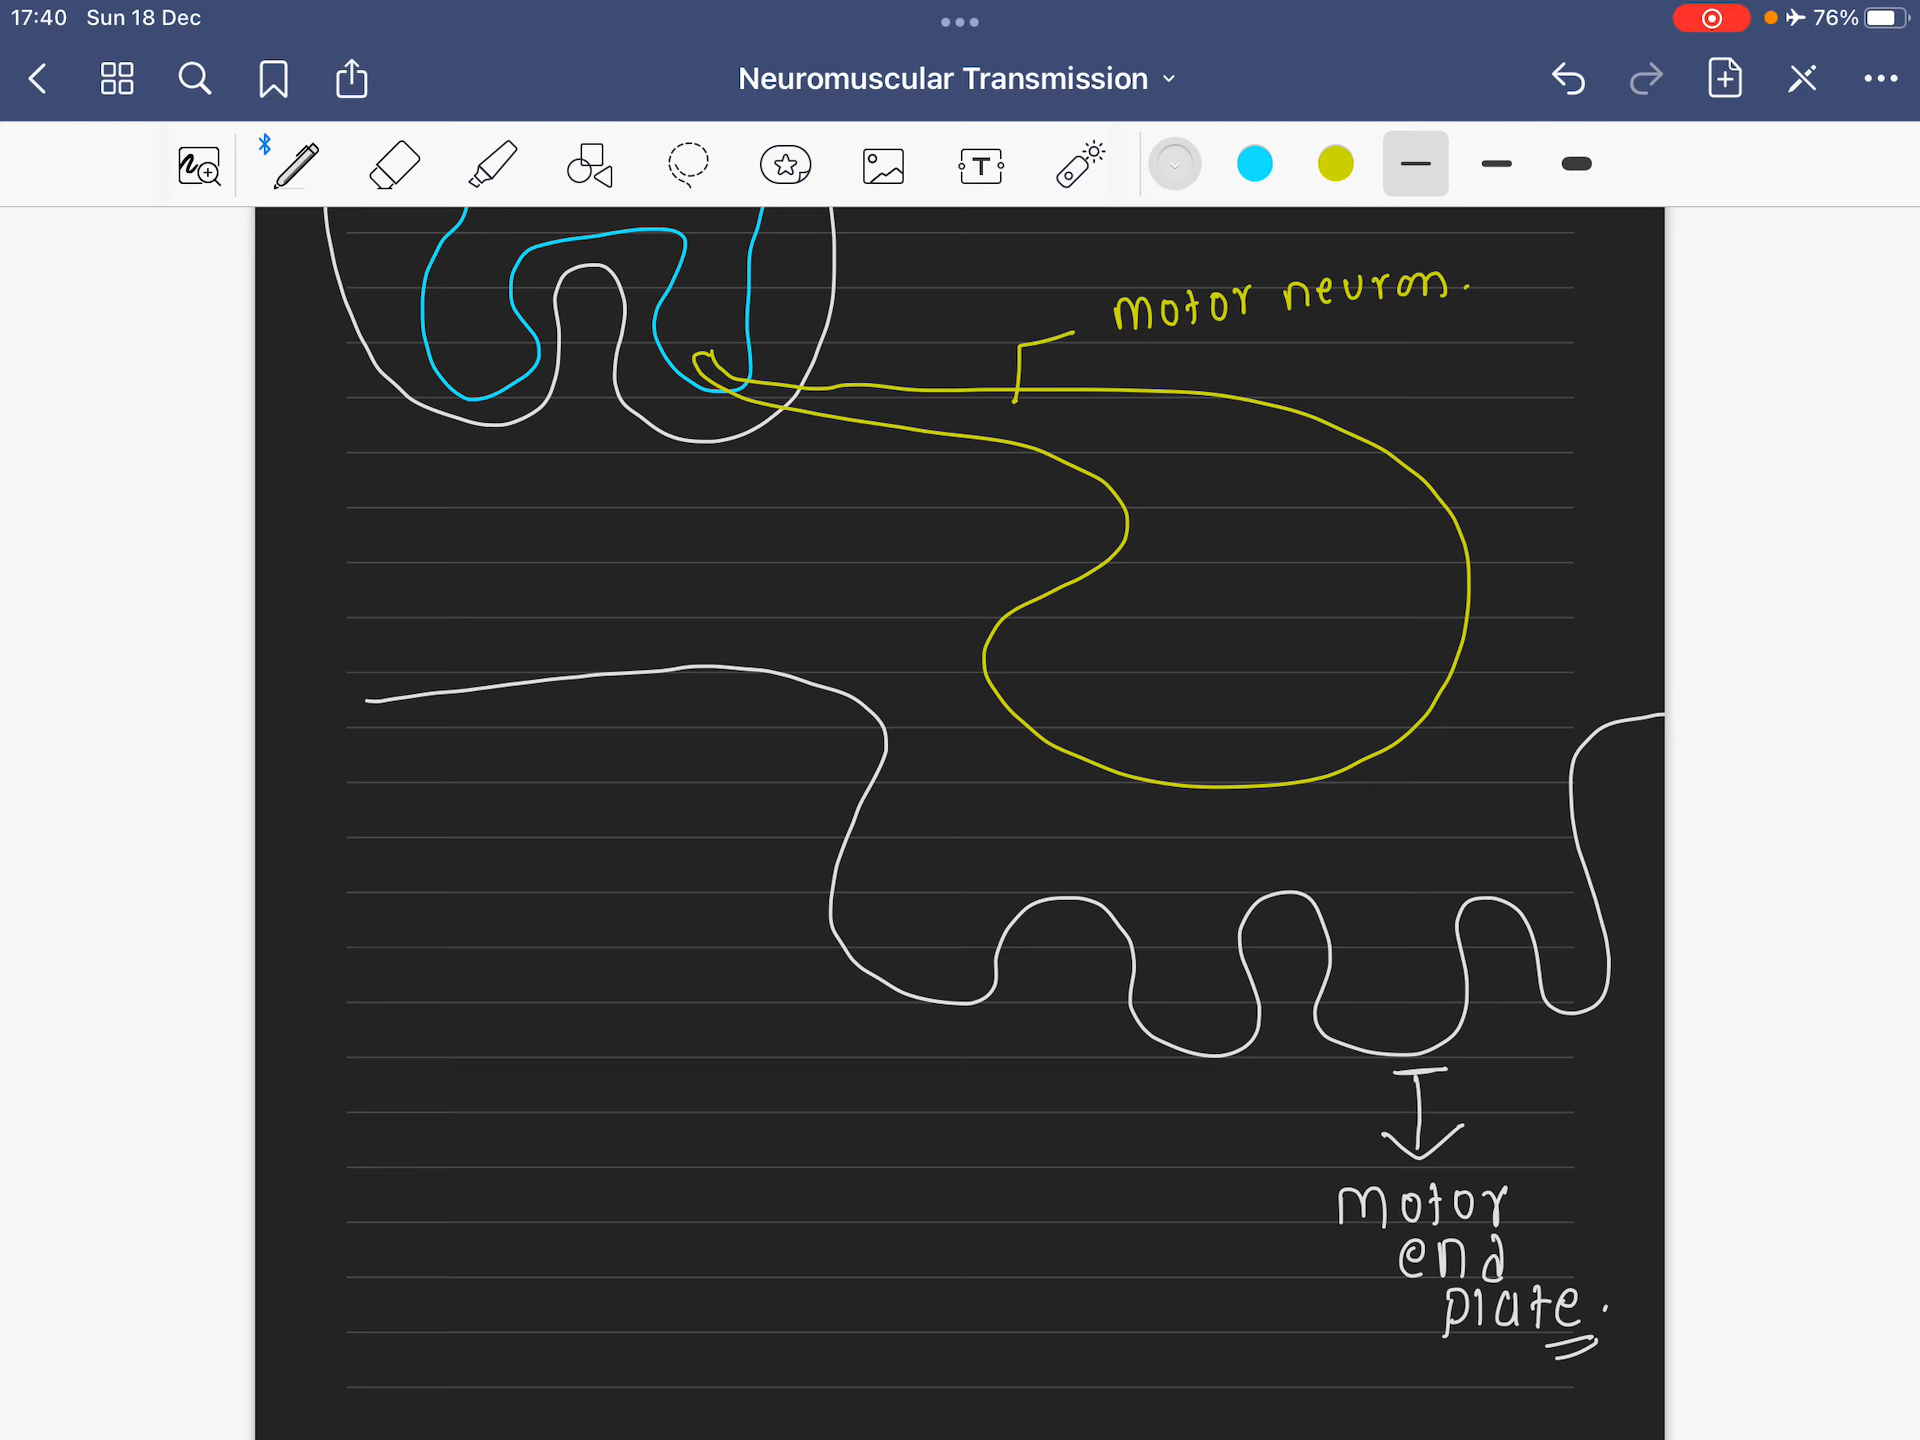 17:40 Sun 18 Dec
76%
Neuromuscular Transmission
T
motor neuron.
motor
end
plate.